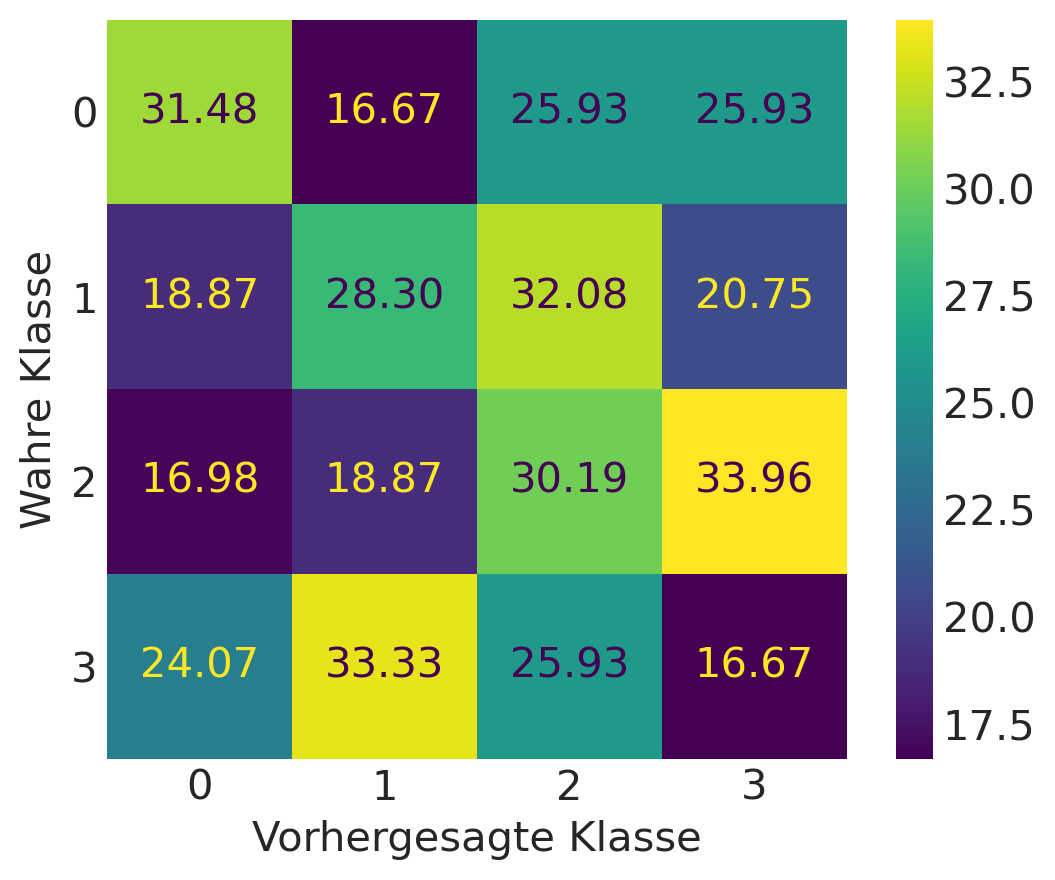 0 31.48 16.67 25.93 25.93
1 18.87 28.30 32.08 20.75
2 16.98 18.87 30.19 33.96
3 24.07 33.33 25.93 16.67
0 1 2 3
Vorhergesagte Klasse
Wahre Klasse
32.5
30.0
27.5
25.0
22.5
20.0
17.5